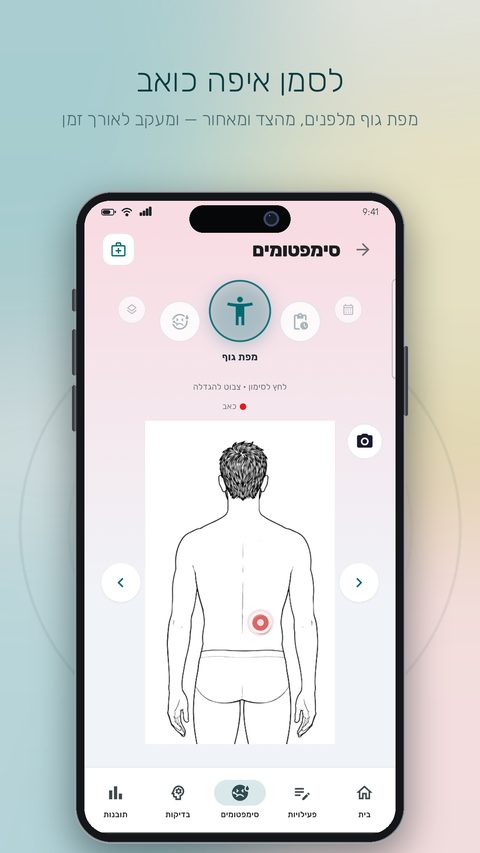 לסמן איפה כואב
מפת גוף מלפנים, מהצד ומאחור – ומעקב לאורך זמן
9:41
סימפטומים
מפת גוף
לחץ לסימון • צבוט להגדלה
כאב
בית
פעילויות
סימפטומים
בדיקות
תובנות